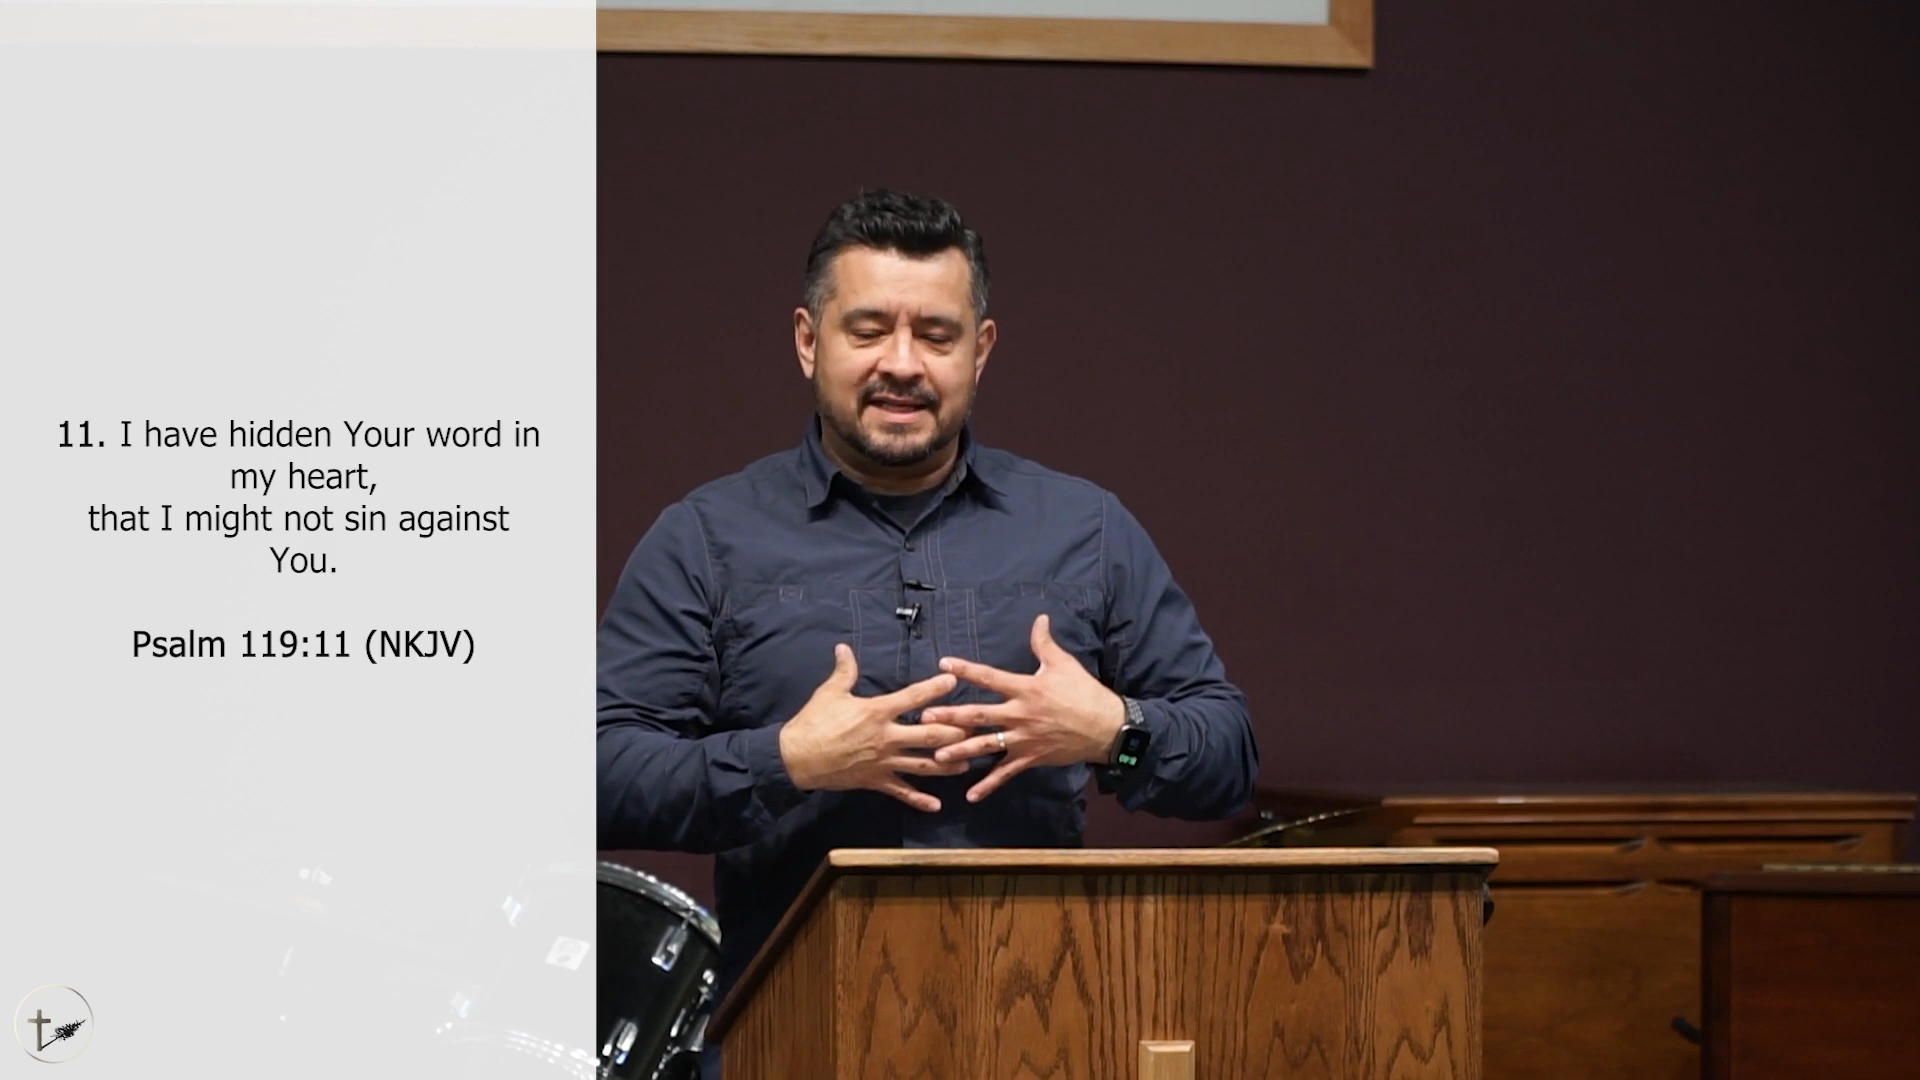 11. I have hidden Your word in
my heart,
that I might not sin against
You.
Psalm 119:11 (NKJV)